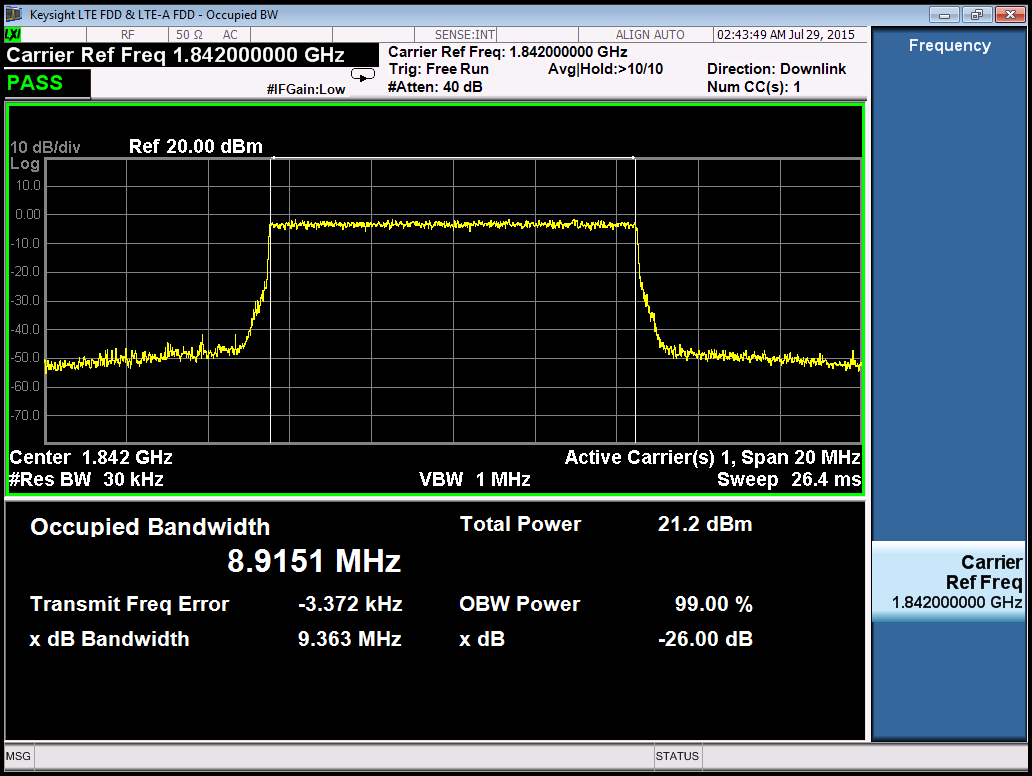 Keysight LTE FDD & LTE-A FDD - Occupied BW
LXI RF 50 Ω AC SENSE:INT ALIGN AUTO 02:43:49 AM Jul 29, 2015
Carrier Ref Freq 1.842000000 GHz
PASS
#IFGain:Low
Carrier Ref Freq: 1.842000000 GHz
Trig: Free Run Avg|Hold:>10/10
#Atten: 40 dB
Direction: Downlink
Num CC(s): 1
Frequency
10 dB/div Ref 20.00 dBm
Log
10.0
0.00
-10.0
-20.0
-30.0
-40.0
-50.0
-60.0
-70.0
Center 1.842 GHz Active Carrier(s) 1, Span 20 MHz
#Res BW 30 kHz VBW 1 MHz Sweep 26.4 ms
Occupied Bandwidth Total Power 21.2 dBm
8.9151 MHz
Transmit Freq Error -3.372 kHz OBW Power 99.00 %
x dB Bandwidth 9.363 MHz x dB -26.00 dB
Carrier
Ref Freq
1.842000000 GHz
MSG STATUS